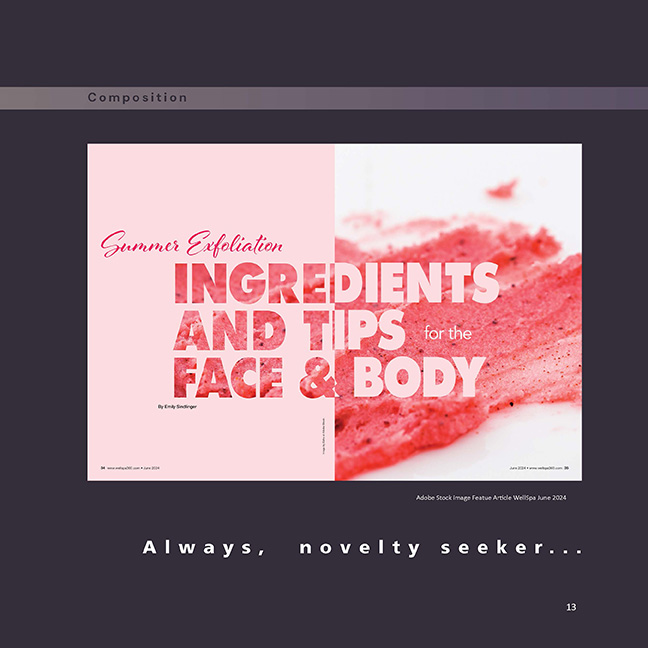 Composition
Summer Exfoliation
INGREDIENTS
AND TIPS for the
FACE & BODY
By Emily Sindlinger
34 www.wellspa360.com • June 2024
June 2024 • www.wellspa360.com 35
Adobe Stock Image Featue Article WellSpa June 2024
Always, novelty seeker...
13